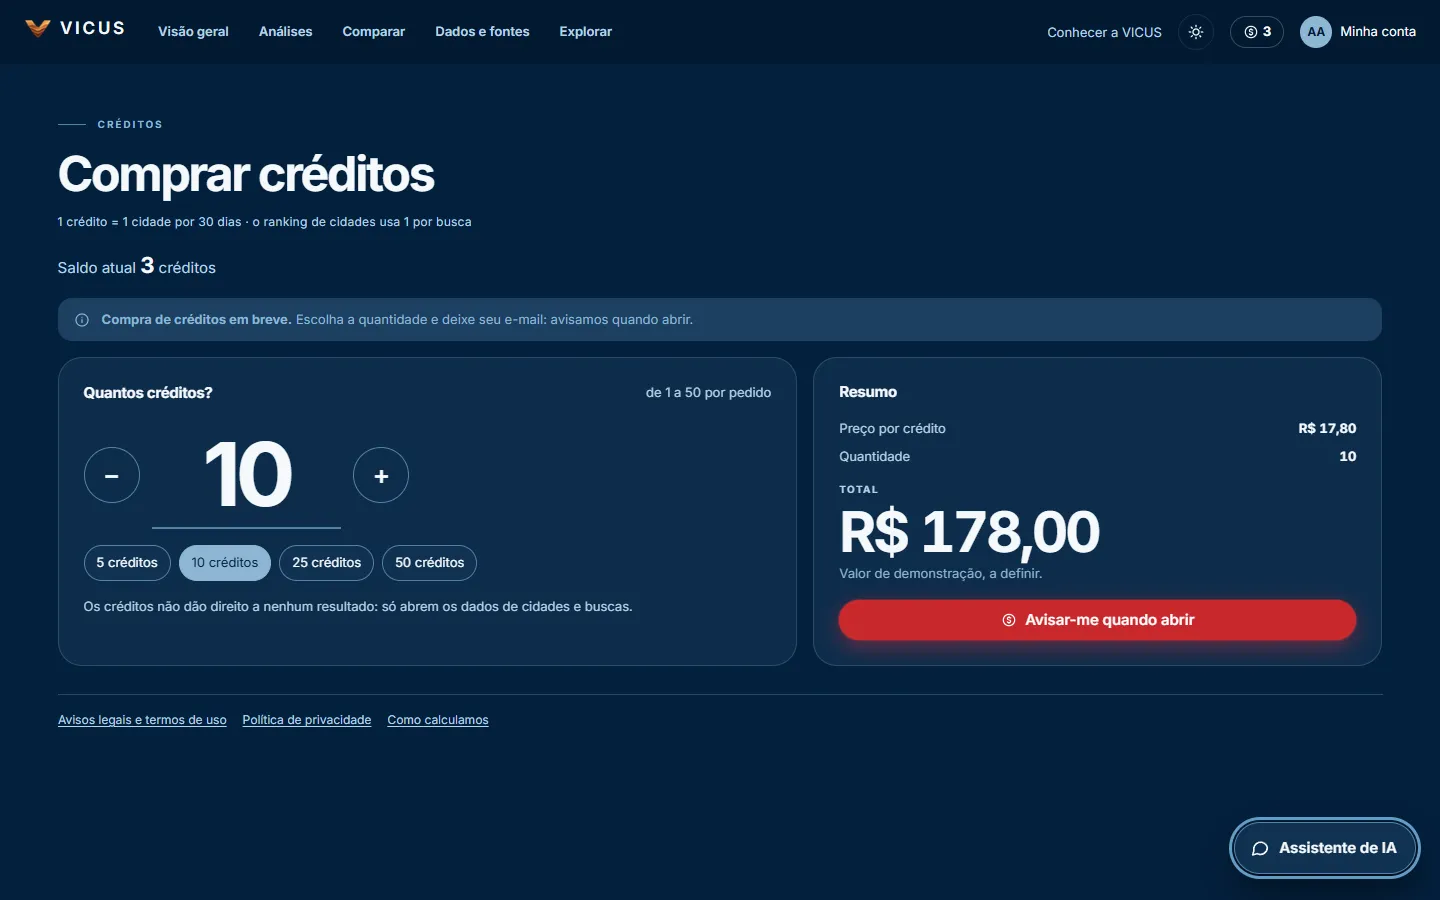 VICUS
Visão geral
Análises
Comparar
Dados e fontes
Explorar
Conhecer a VICUS
3
AA
Minha conta
CRÉDITOS
Comprar créditos
1 crédito = 1 cidade por 30 dias · o ranking de cidades usa 1 por busca
Saldo atual 3 créditos
Compra de créditos em breve. Escolha a quantidade e deixe seu e-mail: avisamos quando abrir.
Quantos créditos?
de 1 a 50 por pedido
−
10
+
5 créditos
10 créditos
25 créditos
50 créditos
Os créditos não dão direito a nenhum resultado: só abrem os dados de cidades e buscas.
Resumo
Preço por crédito
R$ 17,80
Quantidade
10
TOTAL
R$ 178,00
Valor de demonstração, a definir.
Avisar-me quando abrir
Avisos legais e termos de uso
Política de privacidade
Como calculamos
Assistente de IA